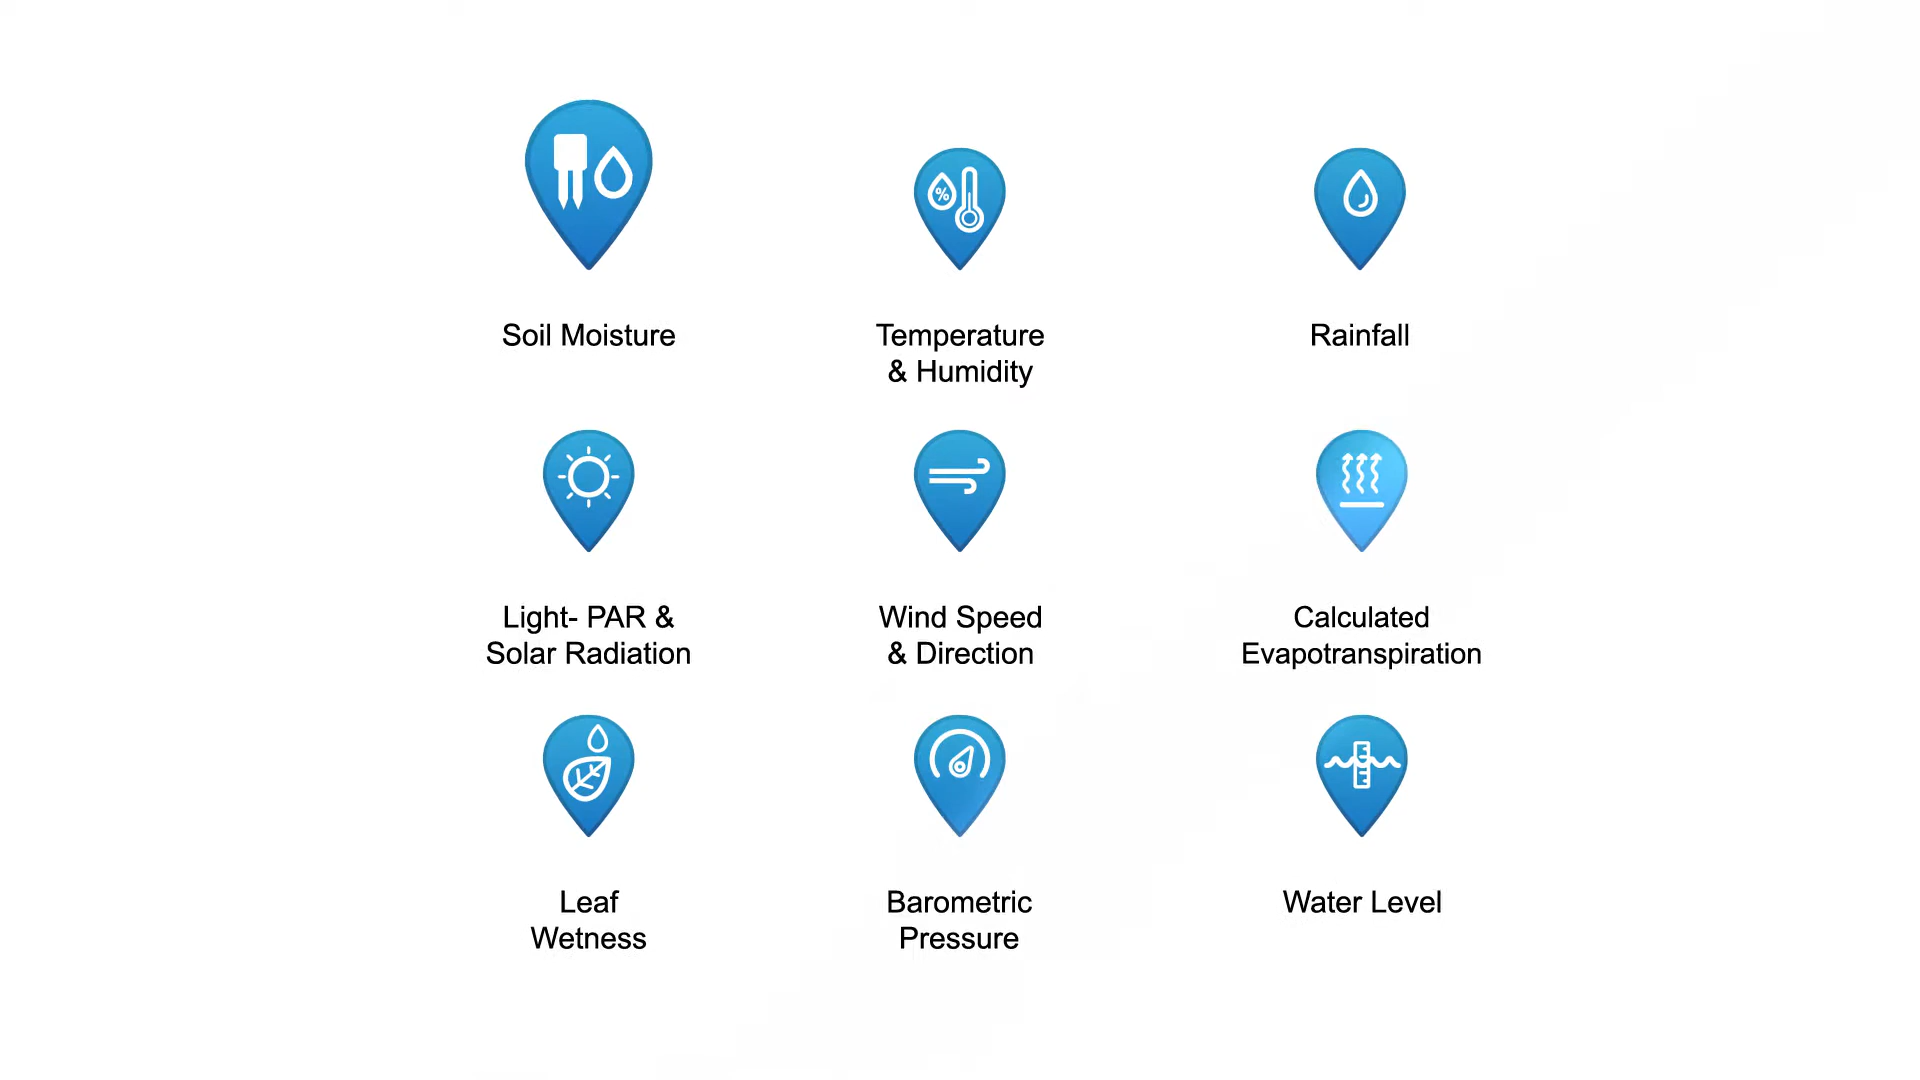 %
Soil Moisture
Temperature
& Humidity
Rainfall
Light- PAR &
Solar Radiation
Wind Speed
& Direction
Calculated
Evapotranspiration
Leaf
Wetness
Barometric
Pressure
Water Level